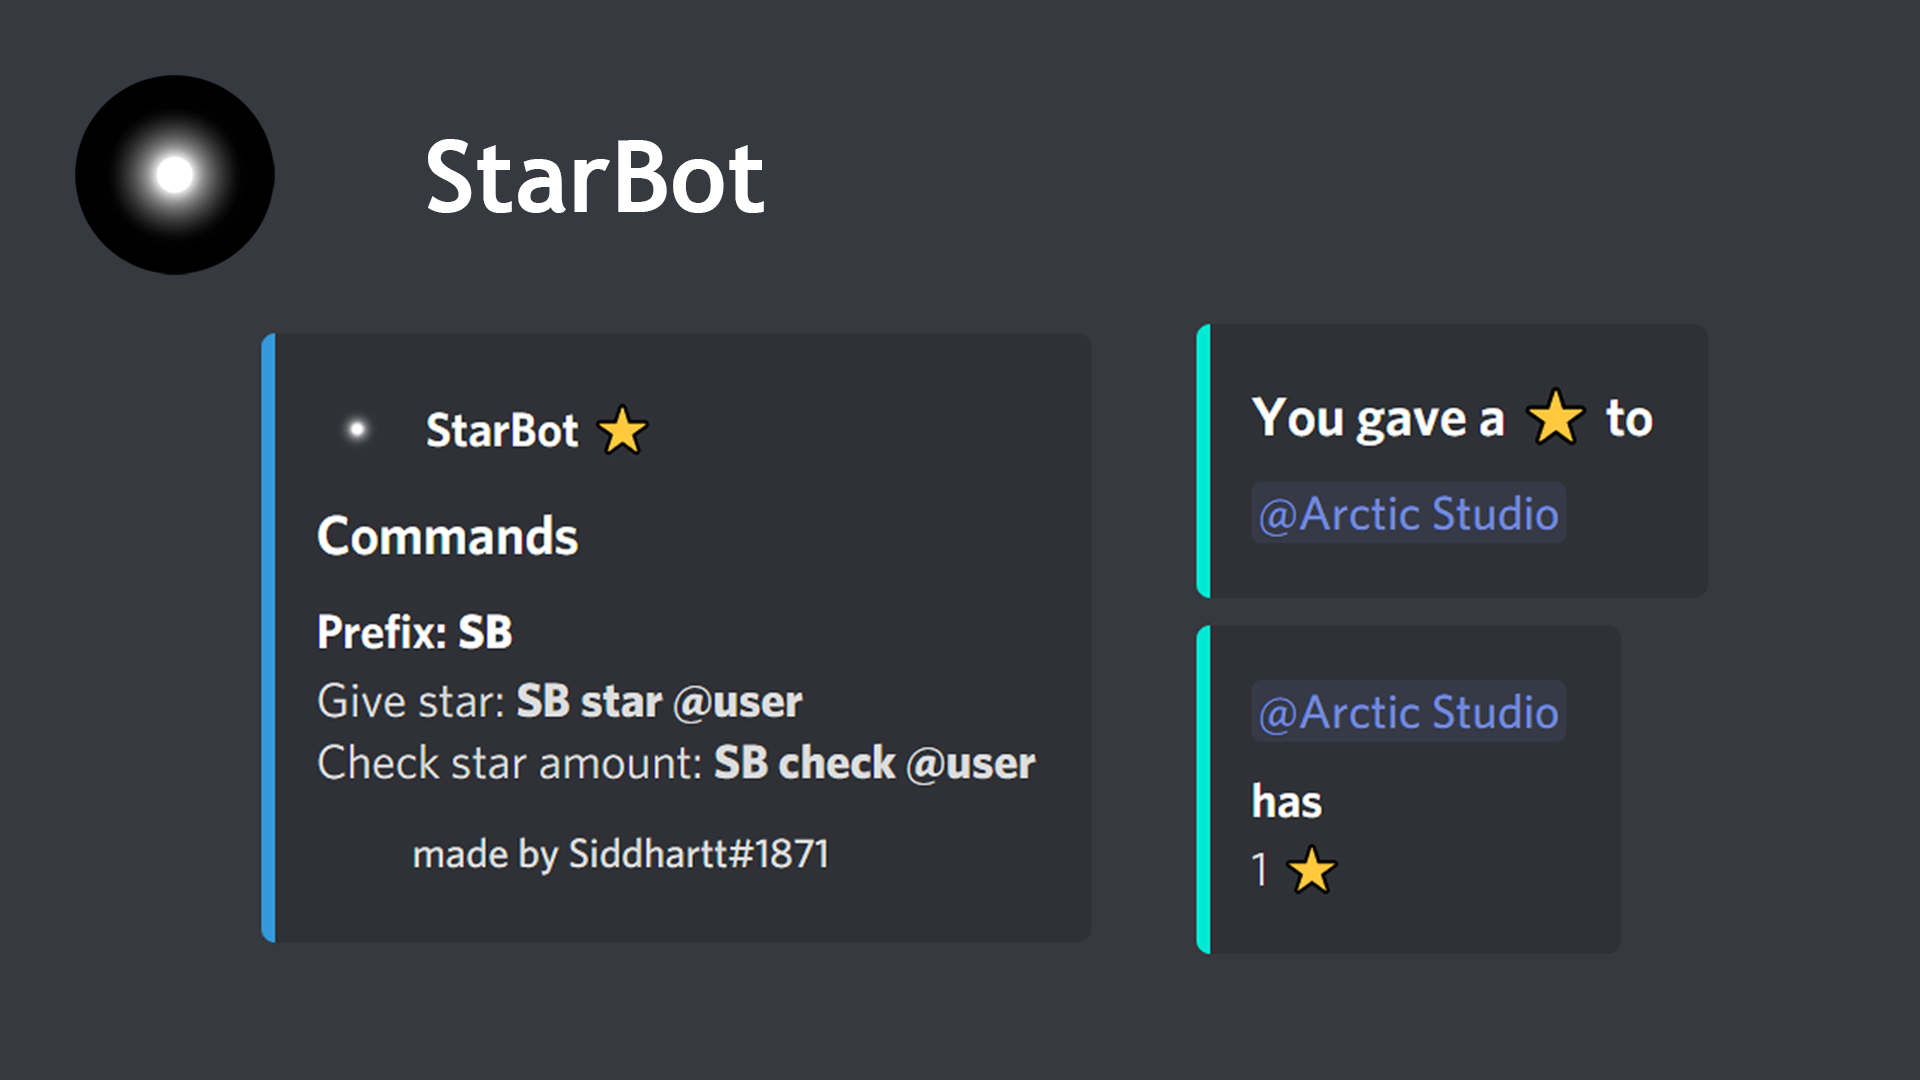 StarBot
StarBot ⭐
Commands
Prefix: SB
Give star: SB star @user
Check star amount: SB check @user
made by Siddhartt#1871
You gave a ⭐ to
@Arctic Studio
@Arctic Studio
has
1 ⭐